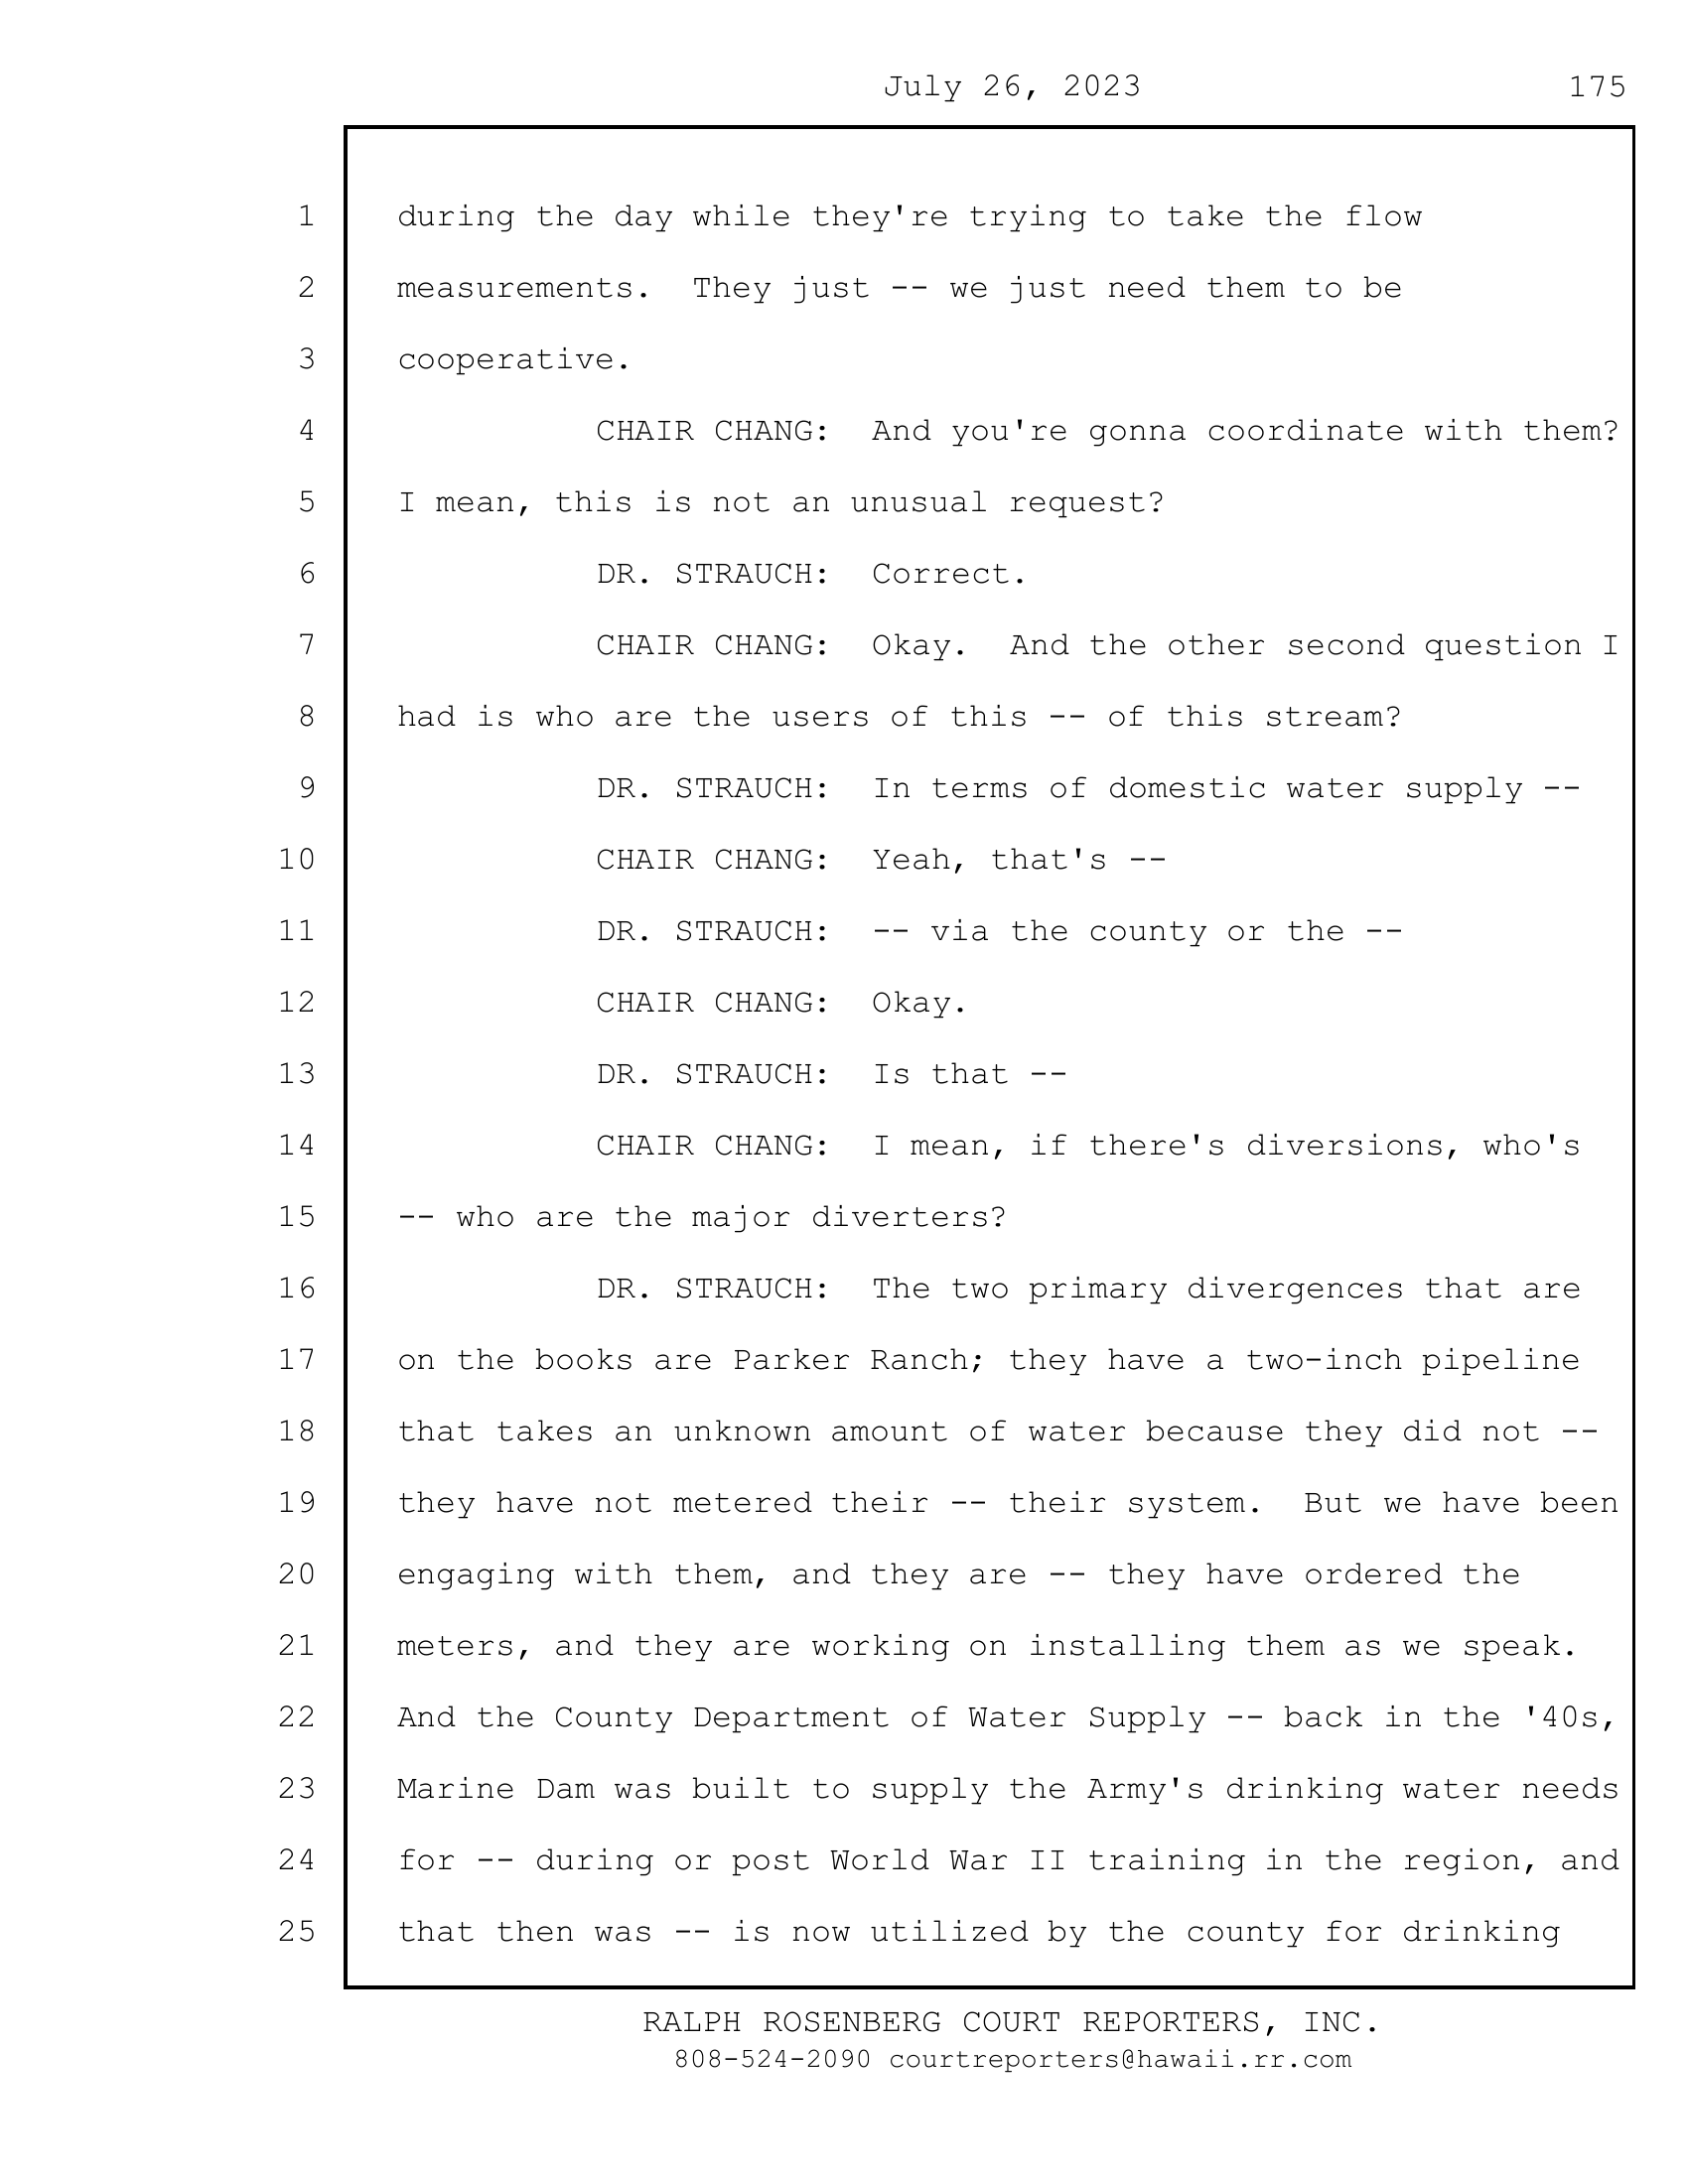 July 26, 2023 175
1 during the day while they're trying to take the flow
2 measurements.  They just -- we just need them to be
3 cooperative.
4 CHAIR CHANG:  And you're gonna coordinate with them?
5 I mean, this is not an unusual request?
6 DR. STRAUCH:  Correct.
7 CHAIR CHANG:  Okay.  And the other second question I
8 had is who are the users of this -- of this stream?
9 DR. STRAUCH:  In terms of domestic water supply --
10 CHAIR CHANG:  Yeah, that's --
11 DR. STRAUCH:  -- via the county or the --
12 CHAIR CHANG:  Okay.
13 DR. STRAUCH:  Is that --
14 CHAIR CHANG:  I mean, if there's diversions, who's
15 -- who are the major diverters?
16 DR. STRAUCH:  The two primary divergences that are
17 on the books are Parker Ranch; they have a two-inch pipeline
18 that takes an unknown amount of water because they did not --
19 they have not metered their -- their system.  But we have been
20 engaging with them, and they are -- they have ordered the
21 meters, and they are working on installing them as we speak.
22 And the County Department of Water Supply -- back in the '40s,
23 Marine Dam was built to supply the Army's drinking water needs
24 for -- during or post World War II training in the region, and
25 that then was -- is now utilized by the county for drinking
RALPH ROSENBERG COURT REPORTERS, INC.
808-524-2090 courtreporters@hawaii.rr.com